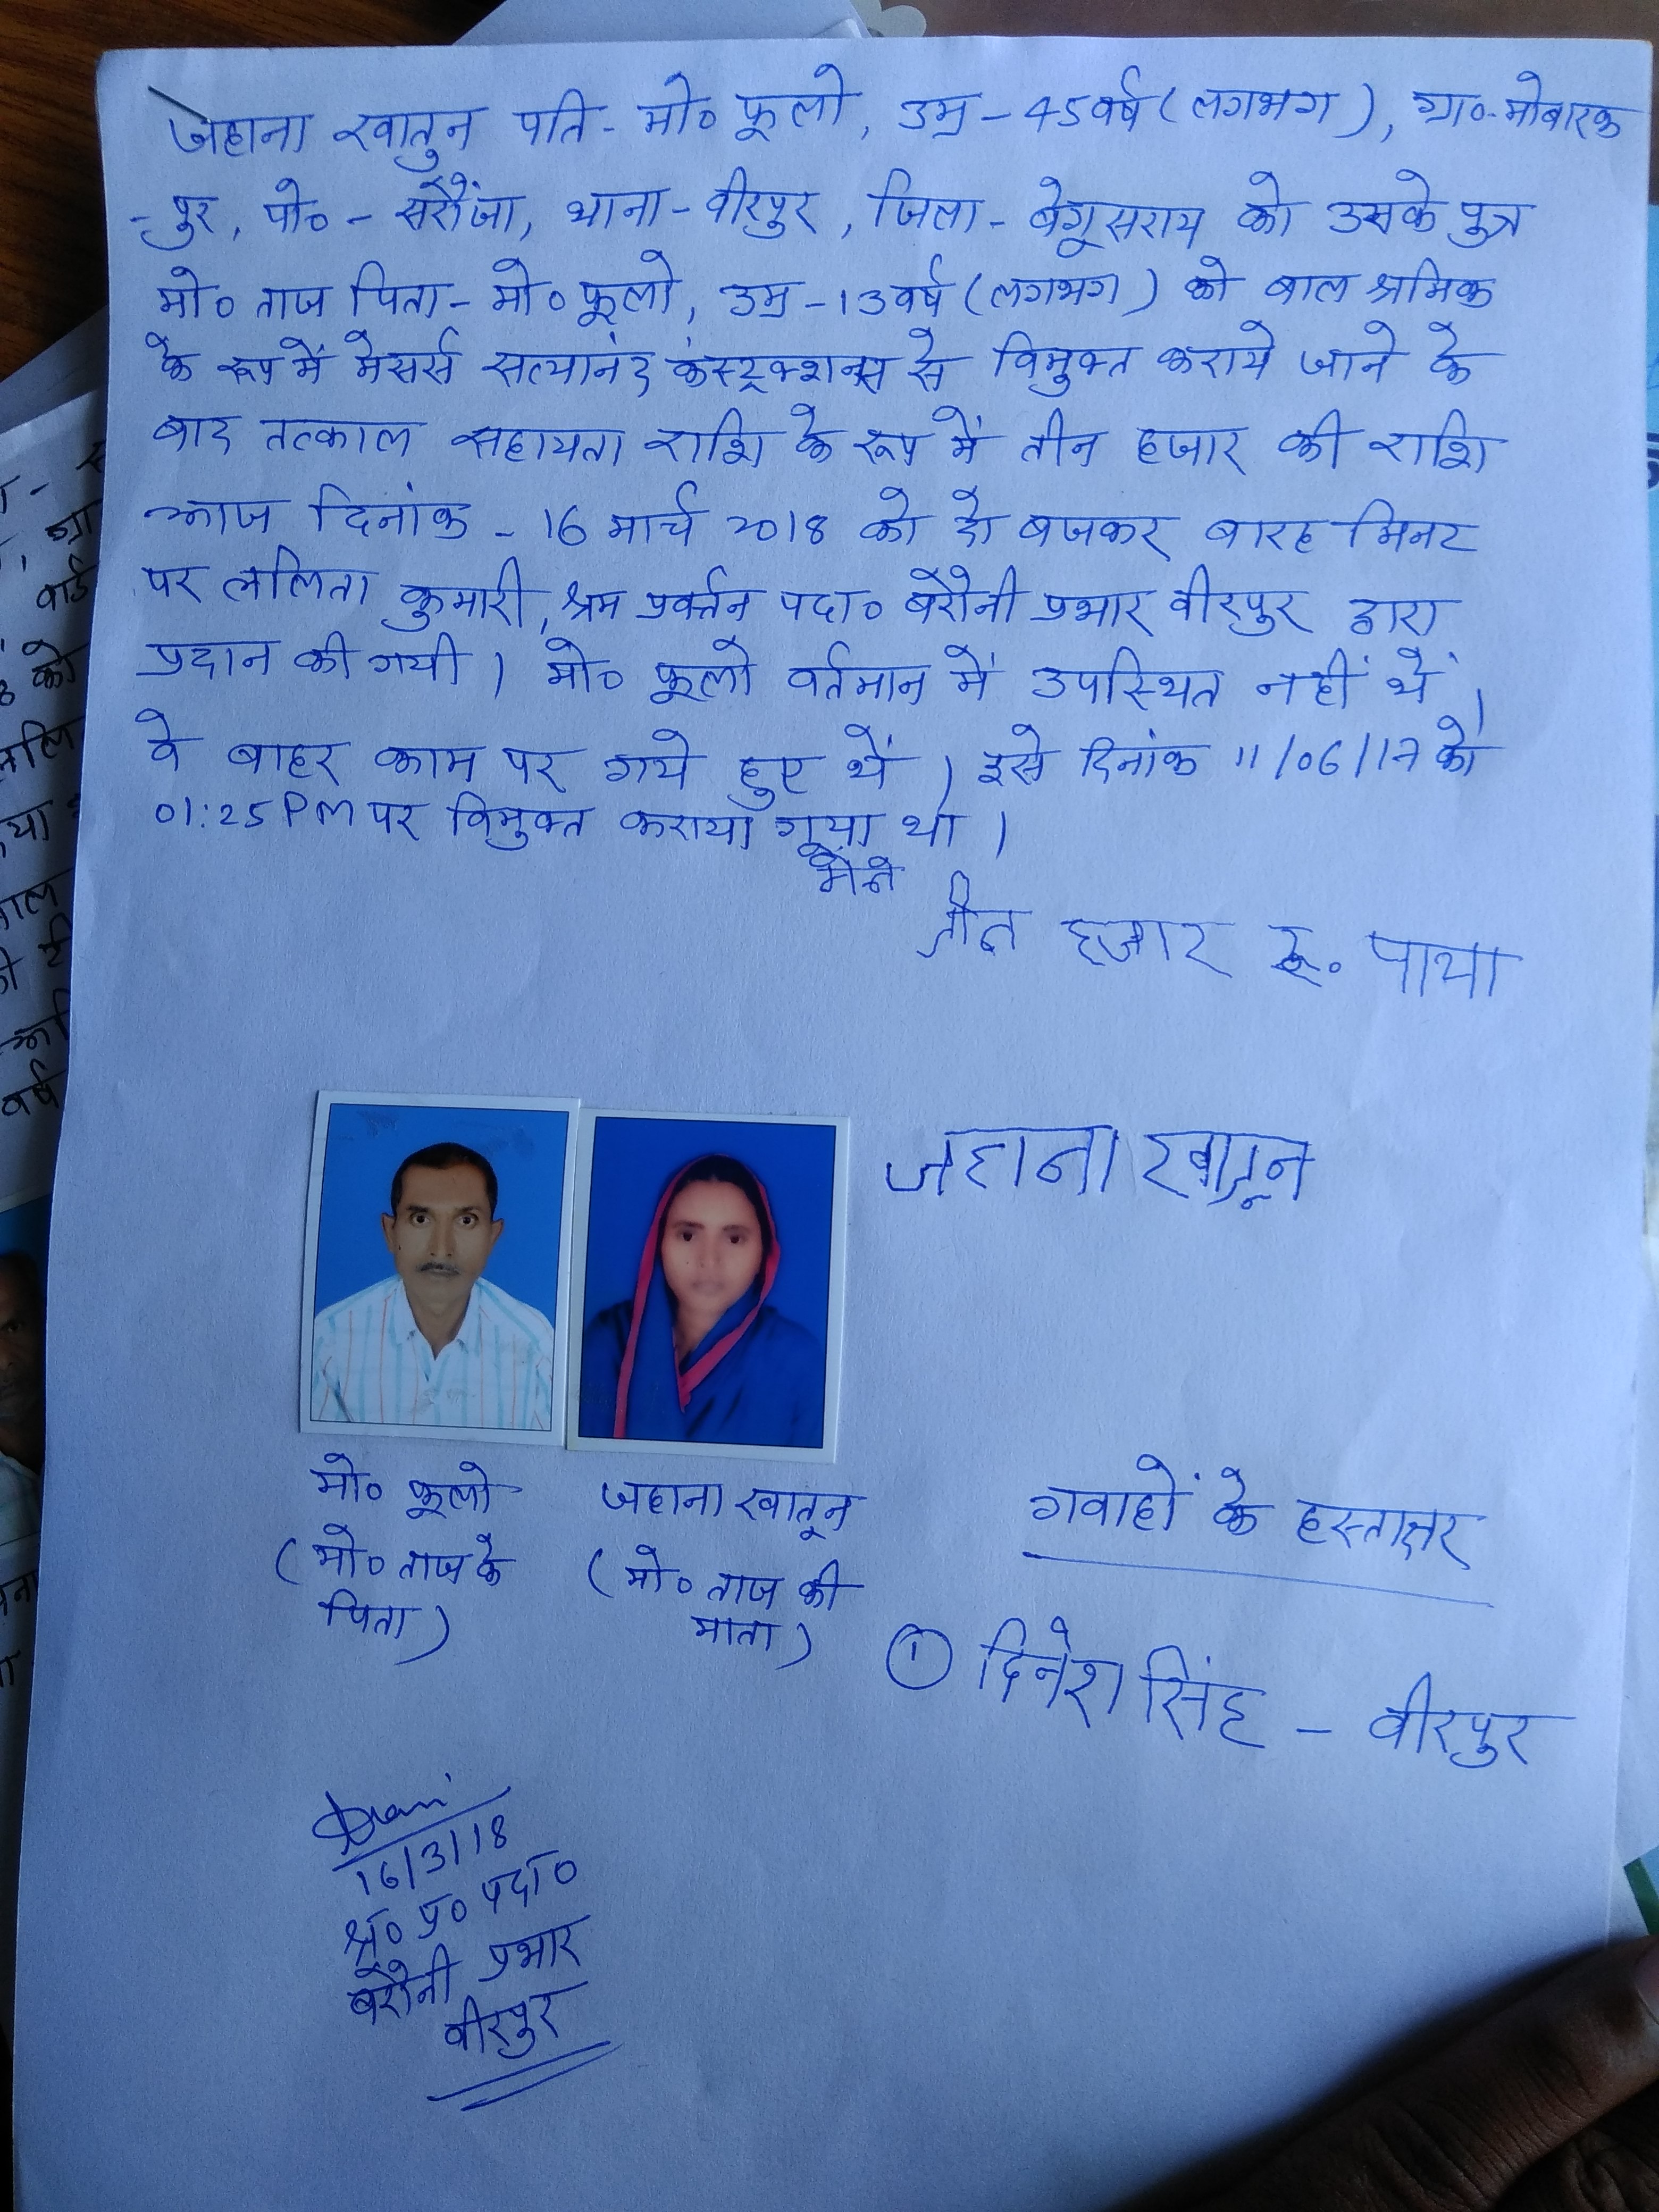 जहाना खातुन पति - मो० फूलो, उम्र - 45 वर्ष (लगभग), ग्रा०- मोबारक
- पुर, पो० - सरौंजा, थाना - वीरपुर, जिला - बेगूसराय को उसके पुत्र
मो० ताज पिता - मो० फूलो, उम्र - 13 वर्ष (लगभग) को बाल श्रमिक
के रूप में मेसर्स सत्यानंद कंस्ट्रक्शन्स से विमुक्त कराये जाने के
बाद तत्काल सहायता राशि के रूप में तीन हजार की राशि
आज दिनांक - 16 मार्च 2018 को दो बजकर बारह मिनट
पर ललिता कुमारी, श्रम प्रवर्तन पदा० बरौनी प्रभार वीरपुर द्वारा
प्रदान की गयी। मो० फूलो वर्तमान में उपस्थित नहीं थें,
वे बाहर काम पर गये हुए थें। इसे दिनांक 11/06/17 को
01:25 PM पर विमुक्त कराया गया था।
मैने
तीन हजार रू० पाया
जहाना खातून
मो० फूलो
(मो० ताज के
पिता)
जहाना खातून
(मो० ताज की
माता)
गवाहों के हस्ताक्षर
① दिनेश सिंह - वीरपुर
16/3/18
श्र० प्र० पदा०
बरौनी प्रभार
वीरपुर